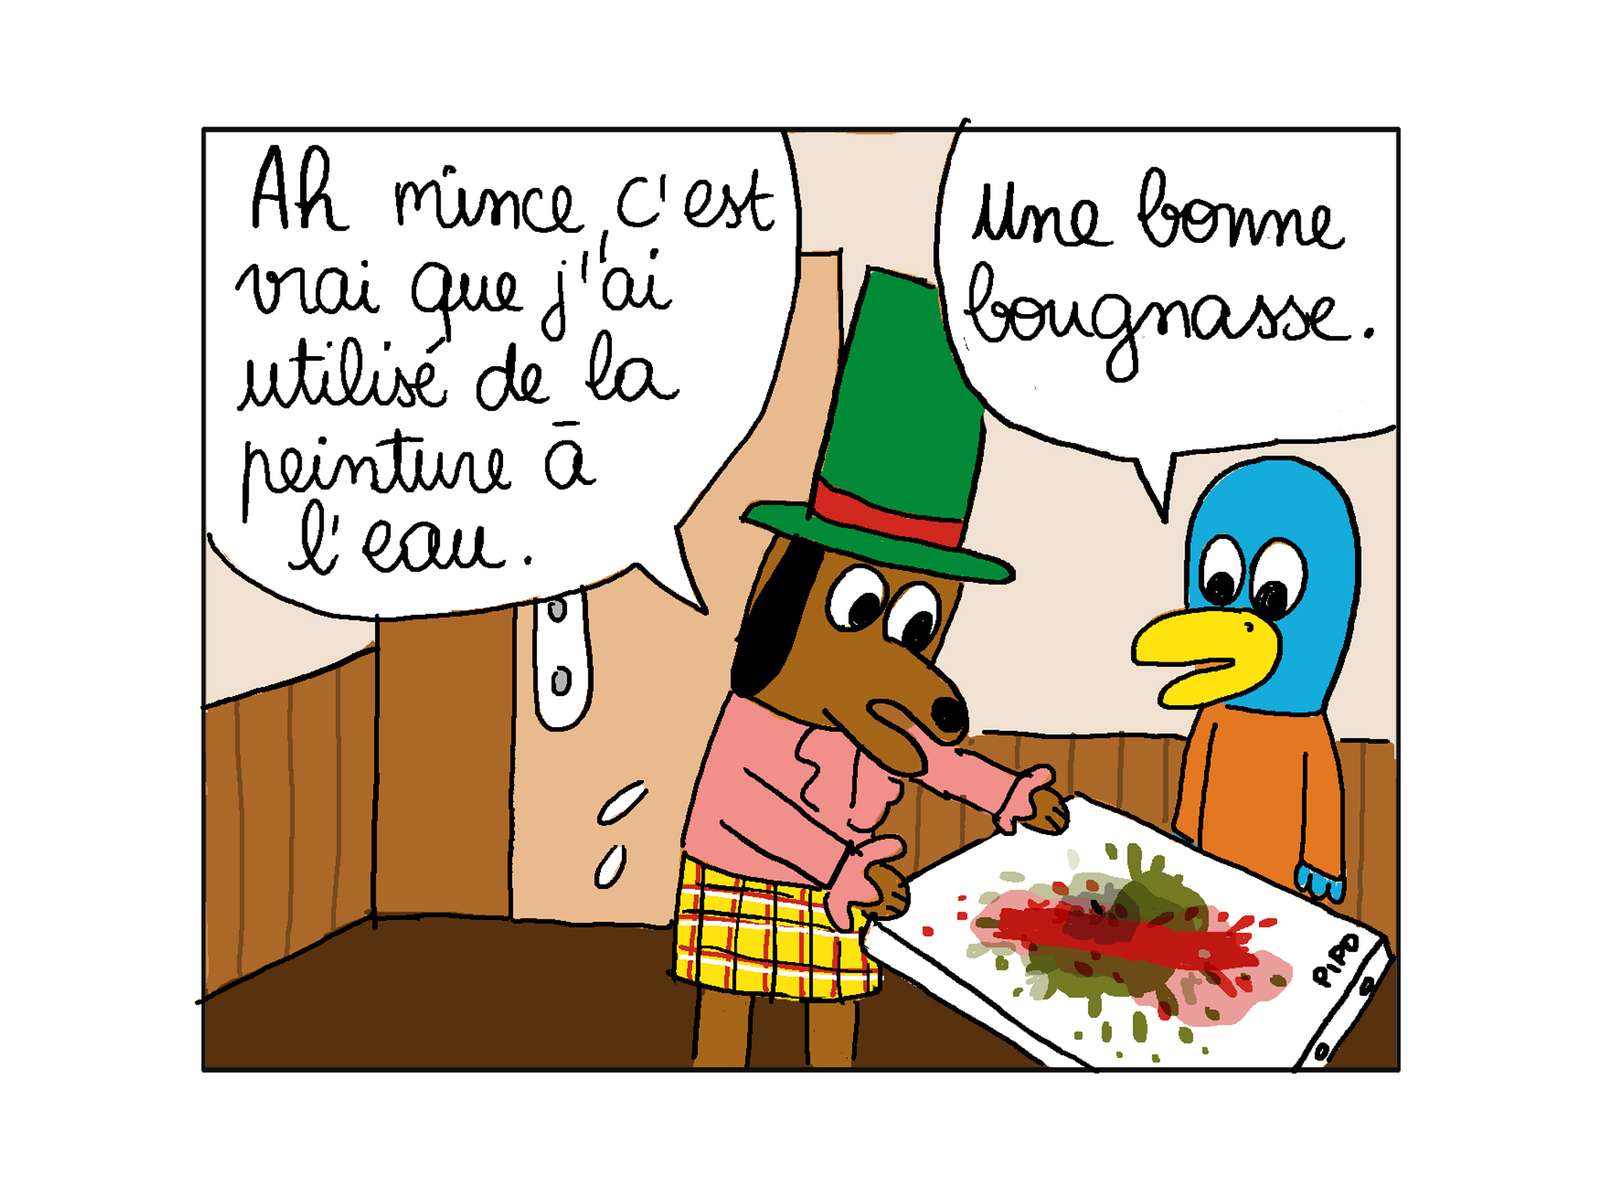 Ah mince, c'est
vrai que j'ai
utilisé de la
peinture à
l'eau.
Une bonne
bougnasse.
PIPO